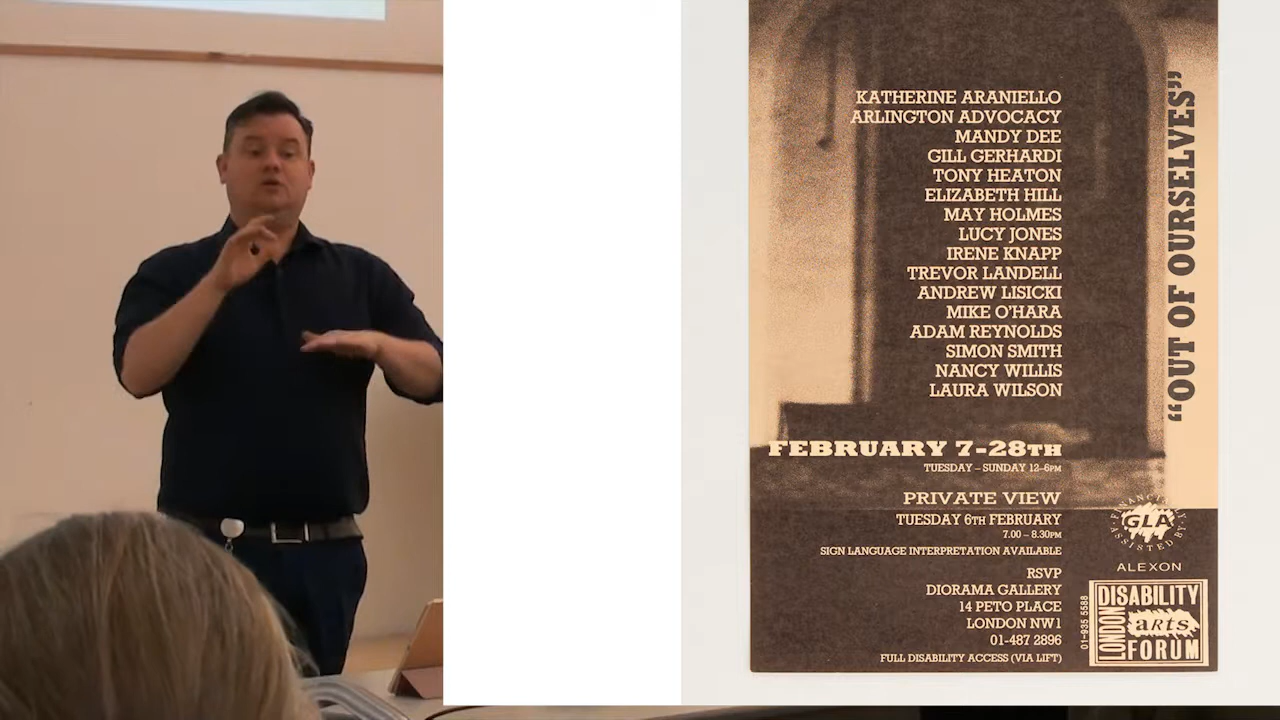 KATHERINE ARANIELLO
ARLINGTON ADVOCACY
MANDY DEE
GILL GERHARDI
TONY HEATON
ELIZABETH HILL
MAY HOLMES
LUCY JONES
IRENE KNAPP
TREVOR LANDELL
ANDREW LISICKI
MIKE O'HARA
ADAM REYNOLDS
SIMON SMITH
NANCY WILLIS
LAURA WILSON
"OUT OF OURSELVES"
FEBRUARY 7-28TH
TUESDAY – SUNDAY 12–6PM
PRIVATE VIEW
TUESDAY 6TH FEBRUARY
7.00 – 8.30PM
SIGN LANGUAGE INTERPRETATION AVAILABLE
RSVP
DIORAMA GALLERY
14 PETO PLACE
LONDON NW1
01-487 2896
FULL DISABILITY ACCESS (VIA LIFT)
FINANCIALLY ASSISTED BY
GLA
ALEXON
01-935 5588
LONDON
DISABILITY
aRts
FORUM